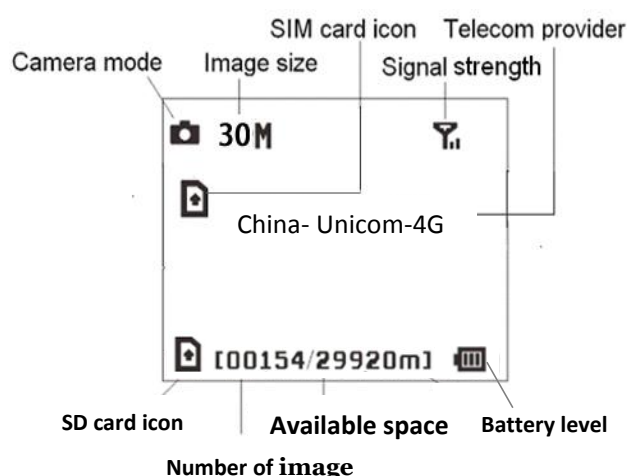 SIM card icon Telecom provider
Camera mode Image size Signal strength
30M
China- Unicom-4G
[00154/29920m]
SD card icon Available space Battery level
Number of image